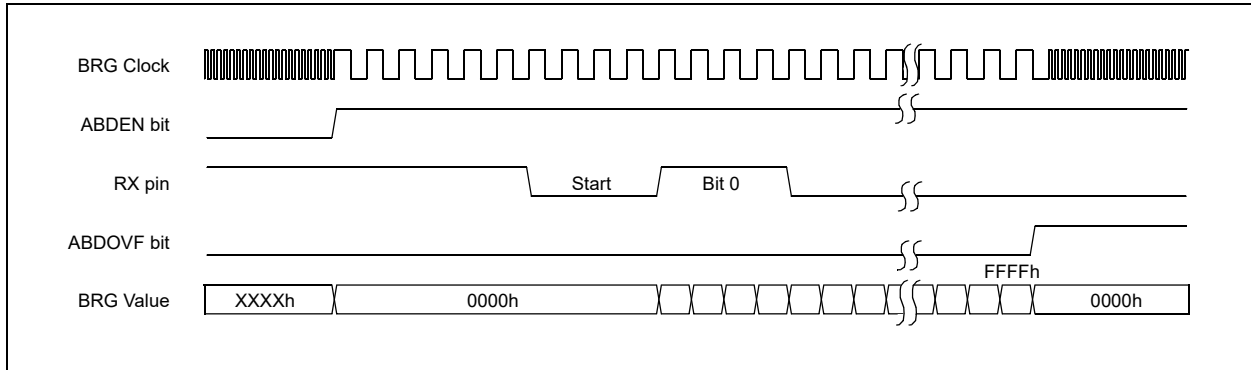 BRG Clock
ABDEN bit
RX pin
Start
Bit 0
ABDOVF bit
FFFFh
BRG Value
XXXXh
0000h
0000h